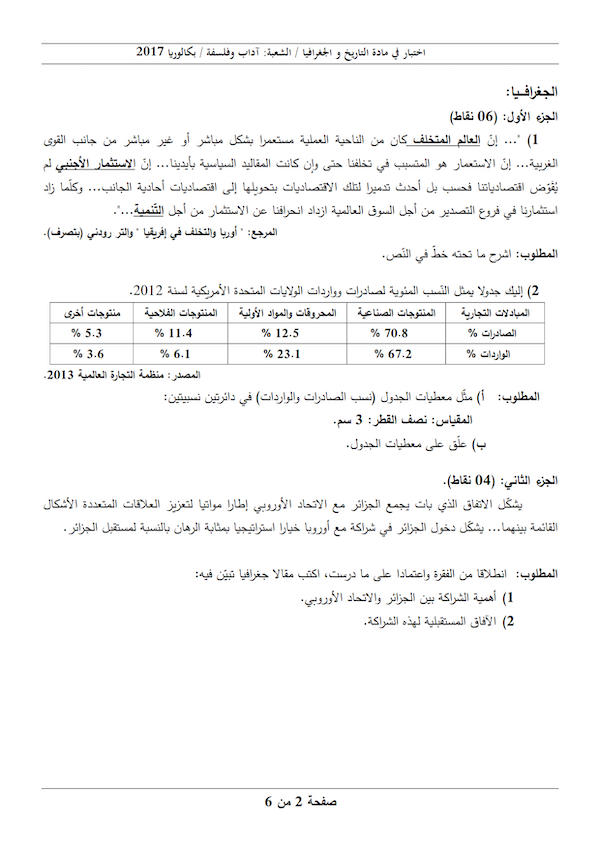 اختبار في مادة التاريخ و الجغرافيا / الشعبة: آداب وفلسفة / بكالوريا 2017
الجغرافـيـا:
الجزء الأول: (06 نقاط)
1) "... إنّ العالم المتخلف كان من الناحية العملية مستعمرا بشكل مباشر أو غير مباشر من جانب القوى
الغربية... إنّ الاستعمار هو المتسبب في تخلفنا حتى وإن كانت المقاليد السياسية بأيدينا... إنّ الاستثمار الأجنبي لم
يُقوّض اقتصادياتنا فحسب بل أحدث تدميرا لتلك الاقتصاديات بتحويلها إلى اقتصاديات أحادية الجانب... وكلّما زاد
استثمارنا في فروع التصدير من أجل السوق العالمية ازداد انحرافنا عن الاستثمار من أجل التّنمية...".
المرجع: " أوربا والتخلف في إفريقيا " والتر رودني (بتصرف).
المطلوب: اشرح ما تحته خطّ في النّص.
2) إليك جدولا يمثل النّسب المئوية لصادرات وواردات الولايات المتحدة الأمريكية لسنة 2012.
المبادلات التجارية المنتوجات الصناعية المحروقات والمواد الأولية المنتوجات الفلاحية منتوجات أخرى
الصادرات % 70.8 % 12.5 % 11.4 % 5.3 %
الواردات % 67.2 % 23.1 % 6.1 % 3.6 %
المصدر: منظمة التجارة العالمية 2013.
المطلوب: أ) مثّل معطيات الجدول (نسب الصادرات والواردات) في دائرتين نسبيتين:
المقياس: نصف القطر: 3 سم.
ب) علّق على معطيات الجدول.
الجزء الثاني: (04 نقاط).
يشكّل الاتفاق الذي بات يجمع الجزائر مع الاتحاد الأوروبي إطارا مواتيا لتعزيز العلاقات المتعددة الأشكال
القائمة بينهما... يشكّل دخول الجزائر في شراكة مع أوروبا خيارا استراتيجيا بمثابة الرهان بالنسبة لمستقبل الجزائر.
المطلوب: انطلاقا من الفقرة واعتمادا على ما درست، اكتب مقالا جغرافيا تبيّن فيه:
1) أهمية الشراكة بين الجزائر والاتحاد الأوروبي.
2) الآفاق المستقبلية لهذه الشراكة.
صفحة 2 من 6